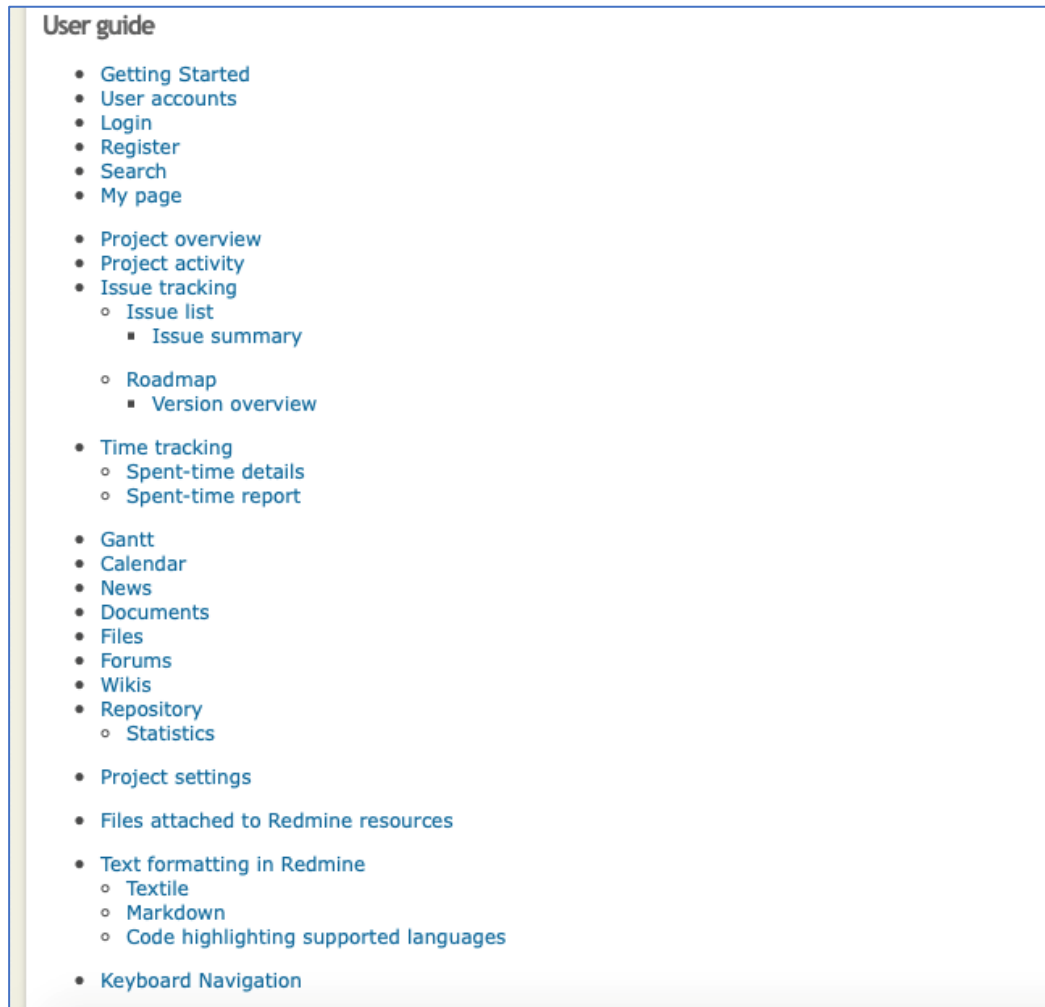 User guide
Getting Started
User accounts
Login
Register
Search
My page
Project overview
Project activity
Issue tracking
Issue list
Issue summary
Roadmap
Version overview
Time tracking
Spent-time details
Spent-time report
Gantt
Calendar
News
Documents
Files
Forums
Wikis
Repository
Statistics
Project settings
Files attached to Redmine resources
Text formatting in Redmine
Textile
Markdown
Code highlighting supported languages
Keyboard Navigation